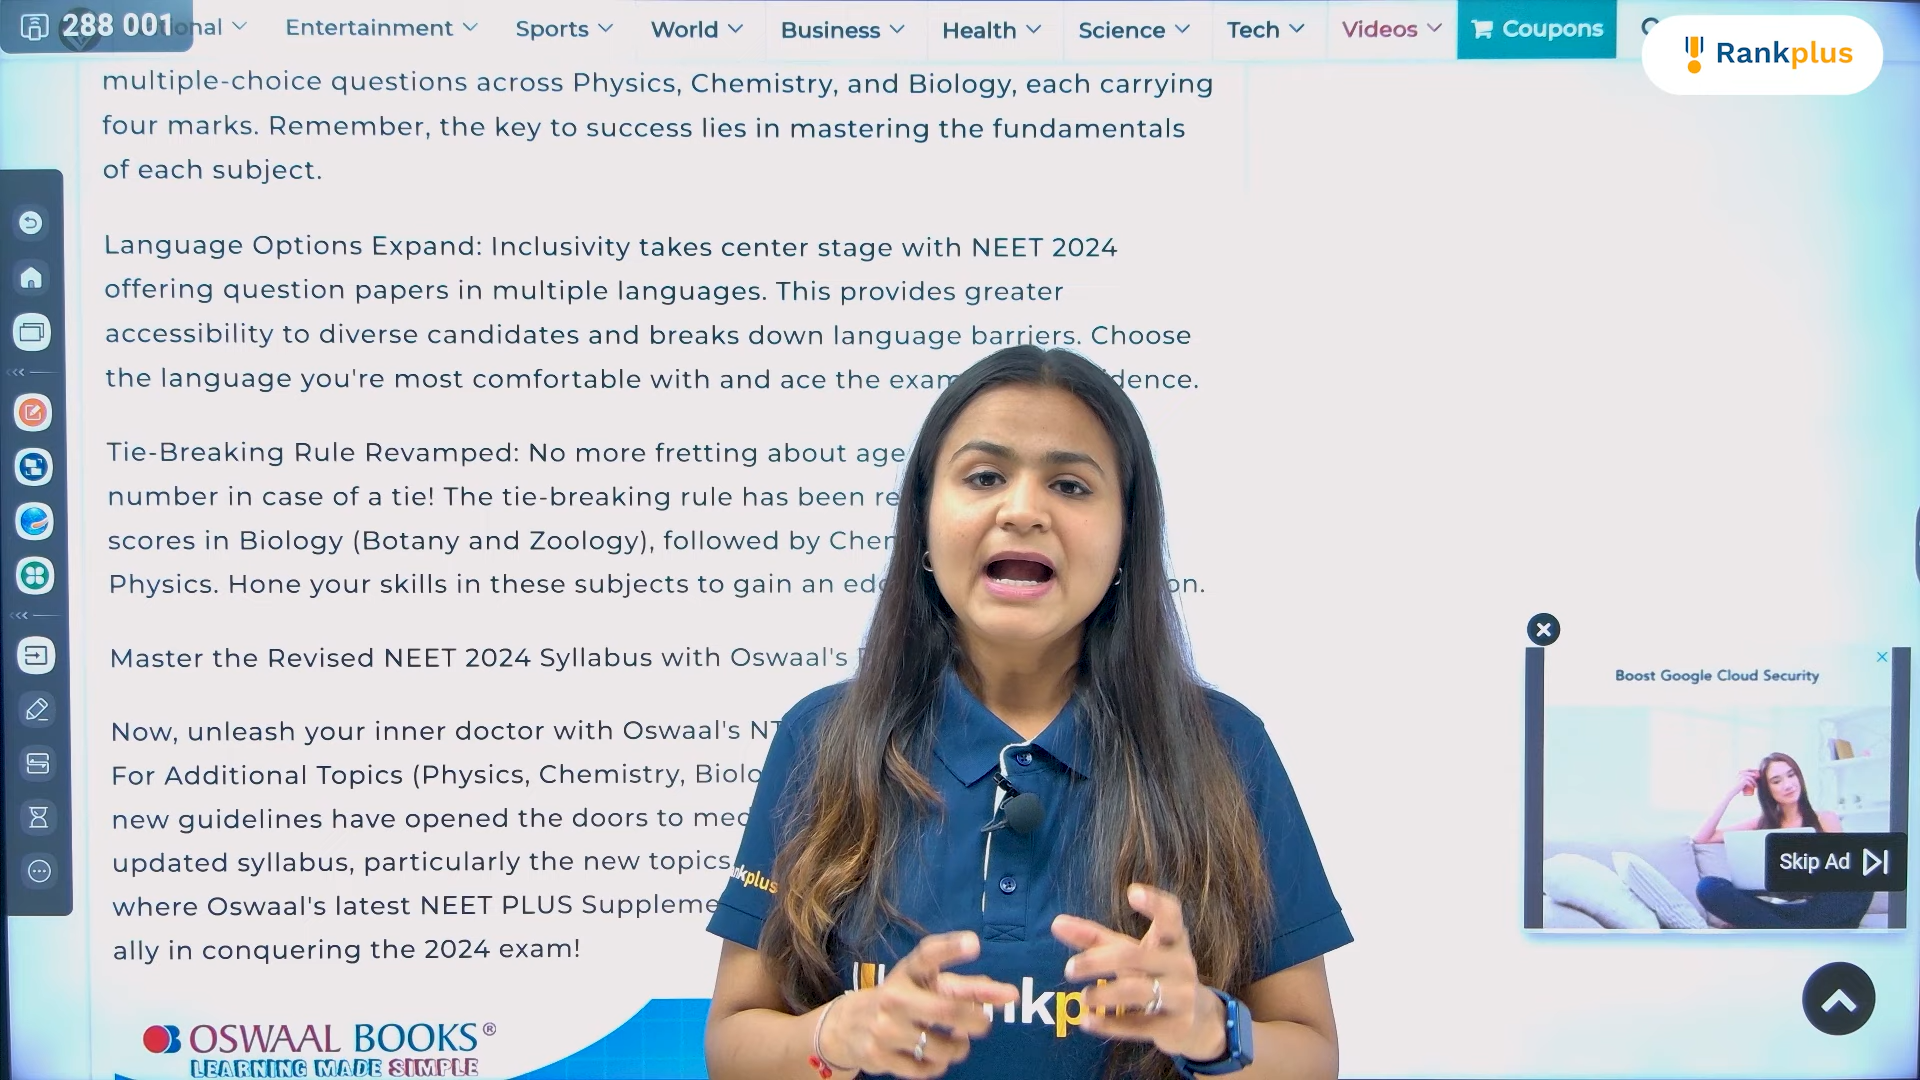 288 001
Entertainment
Sports
World
Business
Health
Science
Tech
Videos
Coupons
Rankplus
multiple-choice questions across Physics, Chemistry, and Biology, each carrying
four marks. Remember, the key to success lies in mastering the fundamentals
of each subject.
Language Options Expand: Inclusivity takes center stage with NEET 2024
offering question papers in multiple languages. This provides greater
accessibility to diverse candidates and breaks down language barriers. Choose
the language you're most comfortable with and ace the
Tie-Breaking Rule Revamped: No more fretting about age
number in case of a tie! The tie-breaking rule has been
scores in Biology (Botany and Zoology), followed by
Physics. Hone your skills in these subjects to gain an
Master the Revised NEET 2024 Syllabus with Oswaal's
Now, unleash your inner doctor with Oswaal's
For Additional Topics (Physics, Chemistry,
new guidelines have opened the doors to
updated syllabus, particularly the new topics
where Oswaal's latest NEET PLUS
ally in conquering the 2024 exam!
OSWAAL BOOKS®
LEARNING MADE SIMPLE
Boost Google Cloud Security
Skip Ad